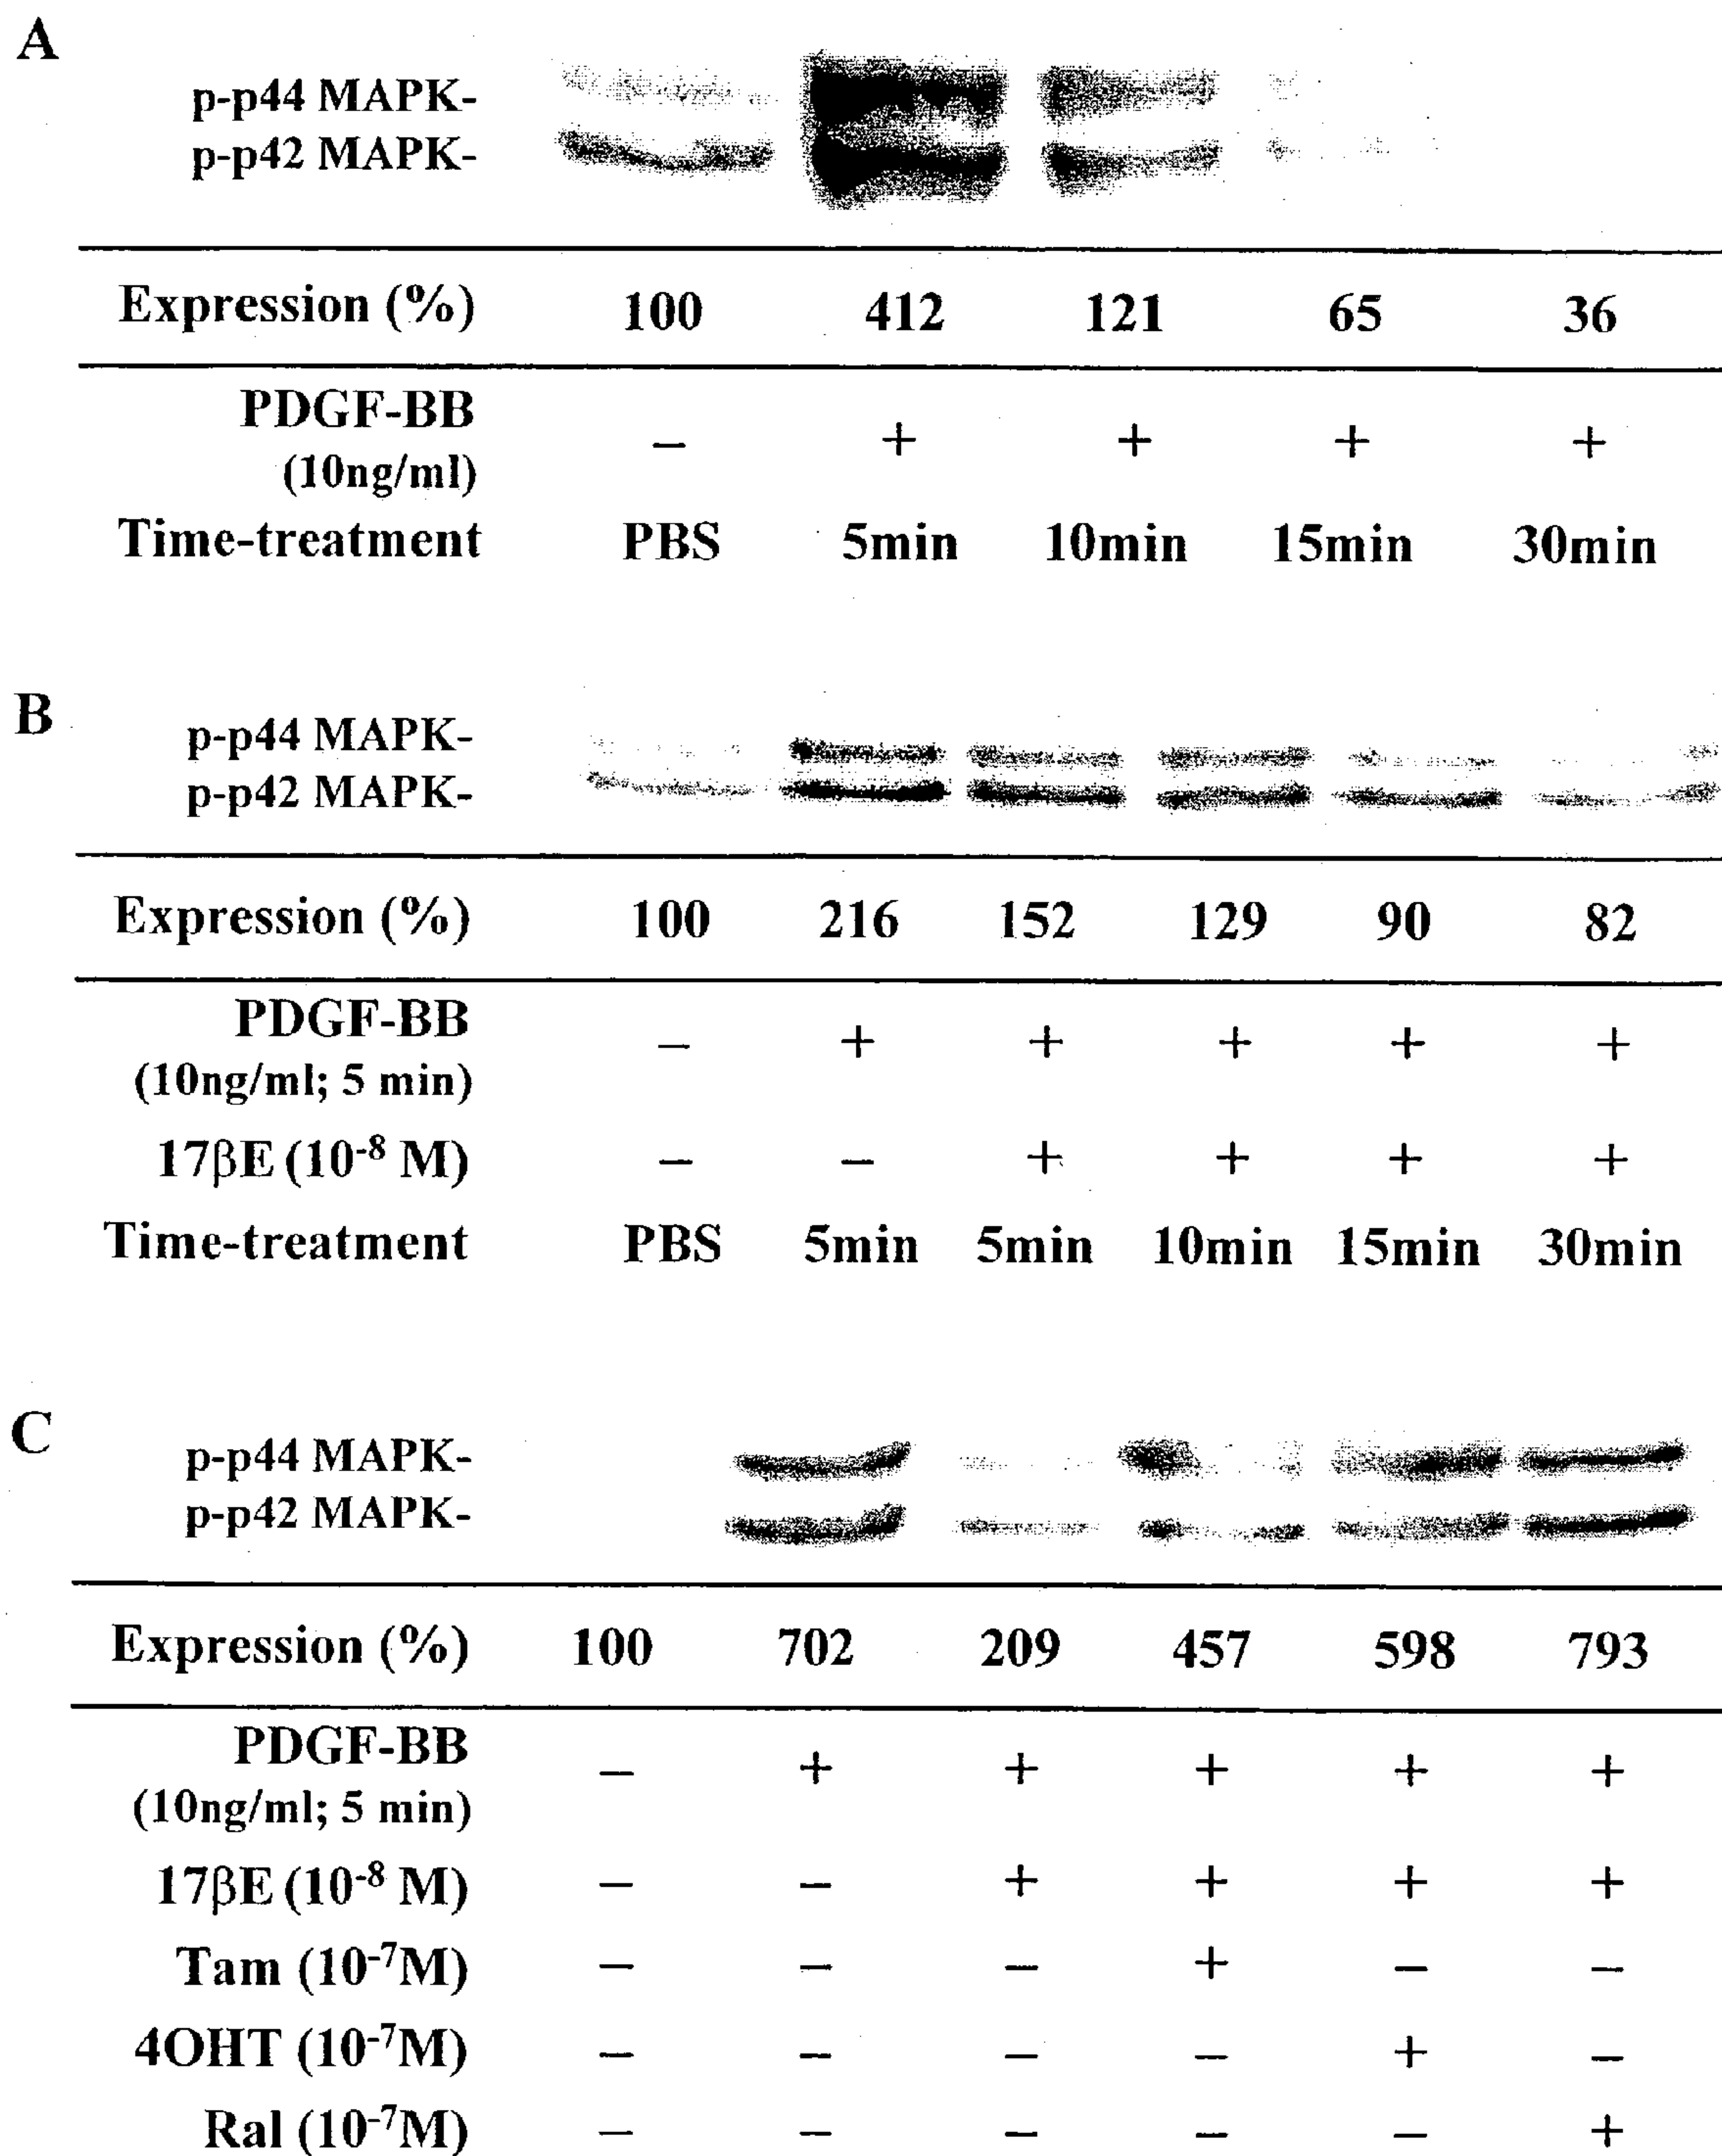 A
p-p44 MAPK-
p-p42 MAPK-
Expression (%) 100 412 121 65 36
PDGF-BB
(10ng/ml) – + + + +
Time-treatment PBS 5min 10min 15min 30min
B
p-p44 MAPK-
p-p42 MAPK-
Expression (%) 100 216 152 129 90 82
PDGF-BB
(10ng/ml; 5 min) – + + + + +
17βE (10⁻⁸ M) – – + + + +
Time-treatment PBS 5min 5min 10min 15min 30min
C
p-p44 MAPK-
p-p42 MAPK-
Expression (%) 100 702 209 457 598 793
PDGF-BB
(10ng/ml; 5 min) – + + + + +
17βE (10⁻⁸ M) – – + + + +
Tam (10⁻⁷M) – – – + – –
4OHT (10⁻⁷M) – – – – + –
Ral (10⁻⁷M) – – – – – +